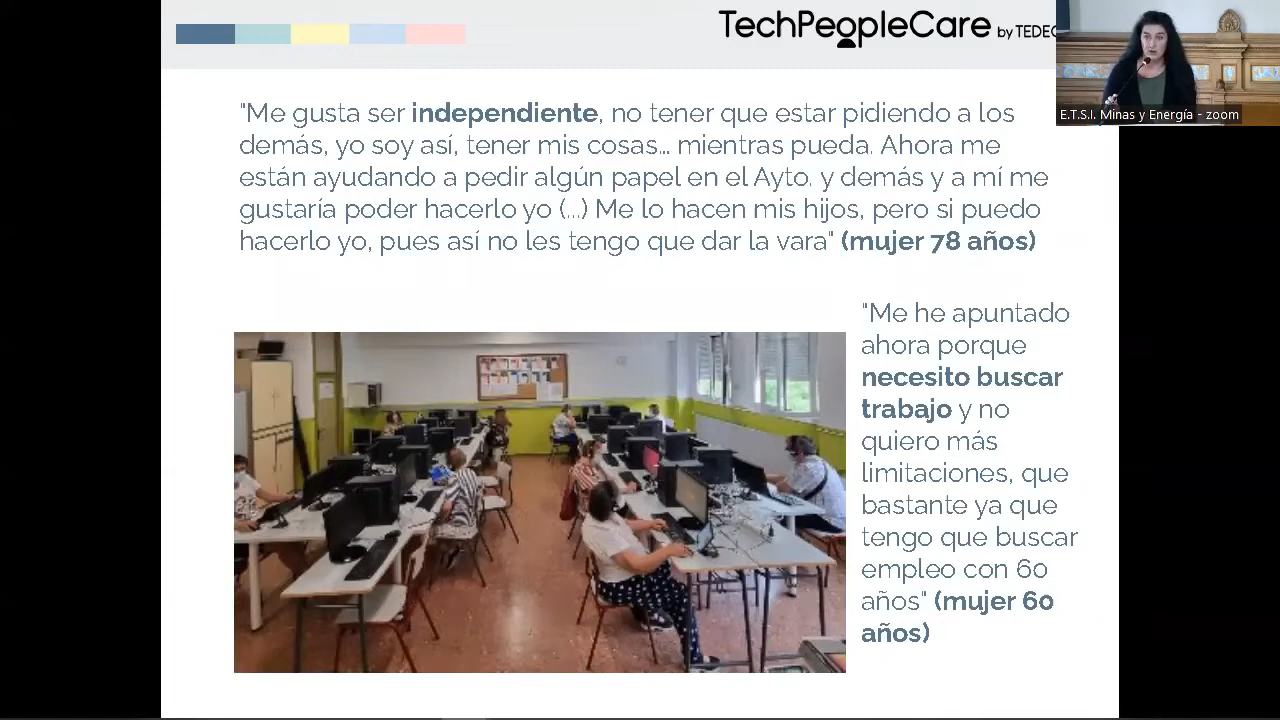 TechPeopleCare by TEDEC
E.T.S.I. Minas y Energía - zoom
"Me gusta ser independiente, no tener que estar pidiendo a los
demás, yo soy así, tener mis cosas... mientras pueda. Ahora me
están ayudando a pedir algún papel en el Ayto. y demás y a mí me
gustaría poder hacerlo yo (...) Me lo hacen mis hijos, pero si puedo
hacerlo yo, pues así no les tengo que dar la vara" (mujer 78 años)
"Me he apuntado
ahora porque
necesito buscar
trabajo y no
quiero más
limitaciones, que
bastante ya que
tengo que buscar
empleo con 60
años" (mujer 60
años)